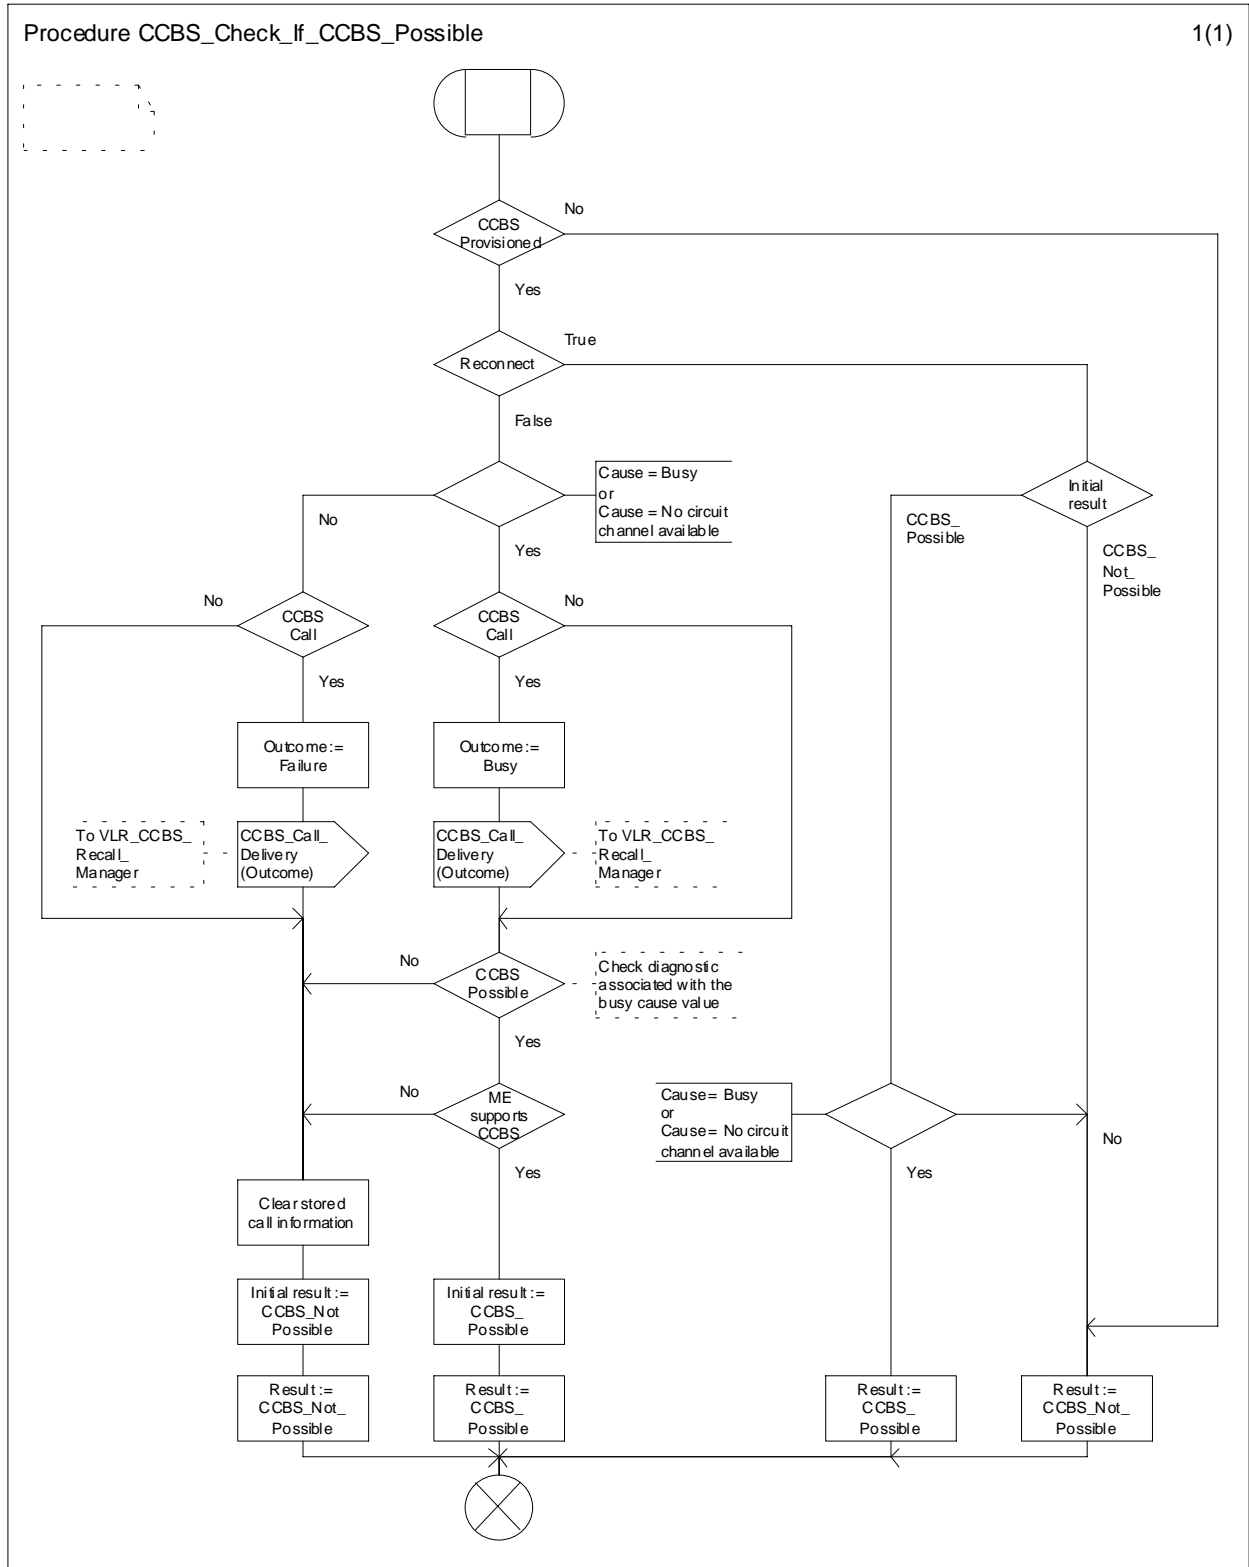 Procedure CCBS_Check_If_CCBS_Possible
1(1)
CCBS
Provisioned
No
Yes
Reconnect
True
False
Cause = Busy
or
Cause = No circuit
channel available
No
Yes
Initial
result
CCBS_
Possible
CCBS_
Not_
Possible
No
CCBS
Call
Yes
CCBS
Call
No
Yes
Outcome :=
Failure
Outcome :=
Busy
To VLR_CCBS_
Recall_
Manager
CCBS_Call_
Delivery
(Outcome)
CCBS_Call_
Delivery
(Outcome)
To VLR_CCBS_
Recall_
Manager
No
CCBS
Possible
Check diagnostic
associated with the
busy cause value
Yes
No
ME
supports
CCBS
Yes
Cause = Busy
or
Cause = No circuit
channel available
Yes
No
Clear stored
call information
Initial result :=
CCBS_Not
Possible
Initial result :=
CCBS_
Possible
Result :=
CCBS_Not_
Possible
Result :=
CCBS_
Possible
Result :=
CCBS_
Possible
Result :=
CCBS_Not_
Possible